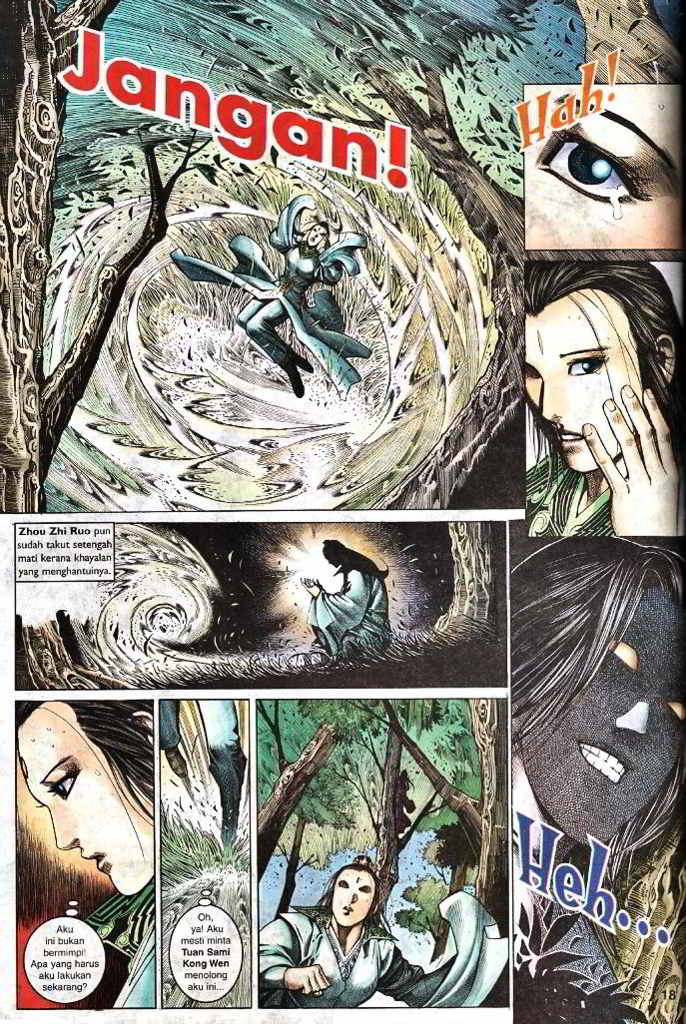 Jangan!
Hah!
Zhou Zhi Ruo pun
sudah takut setengah
mati kerana khayalan
yang menghantuinya.
Heh...
Aku
ini bukan
bermimpi!
Apa yang harus
aku lakukan
sekarang?
Oh,
ya! Aku
mesti minta
Tuan Sami
Kong Wen
menolong
aku ini...
18